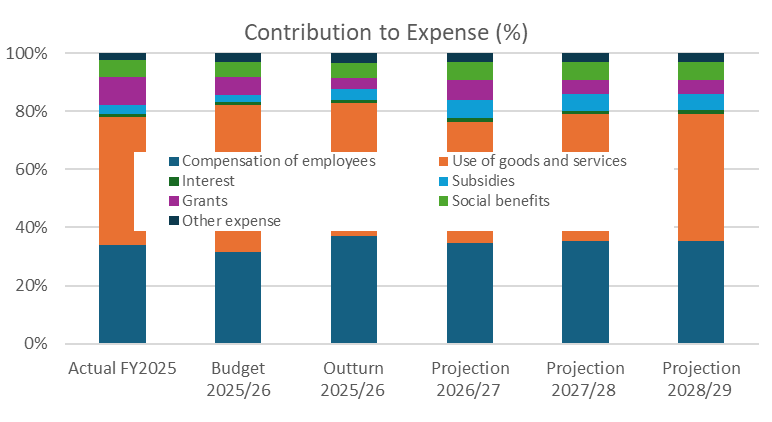 Contribution to Expense (%)
100%
80%
60%
40%
20%
0%
Compensation of employees
Use of goods and services
Interest
Subsidies
Grants
Social benefits
Other expense
Actual FY2025
Budget
2025/26
Outturn
2025/26
Projection
2026/27
Projection
2027/28
Projection
2028/29